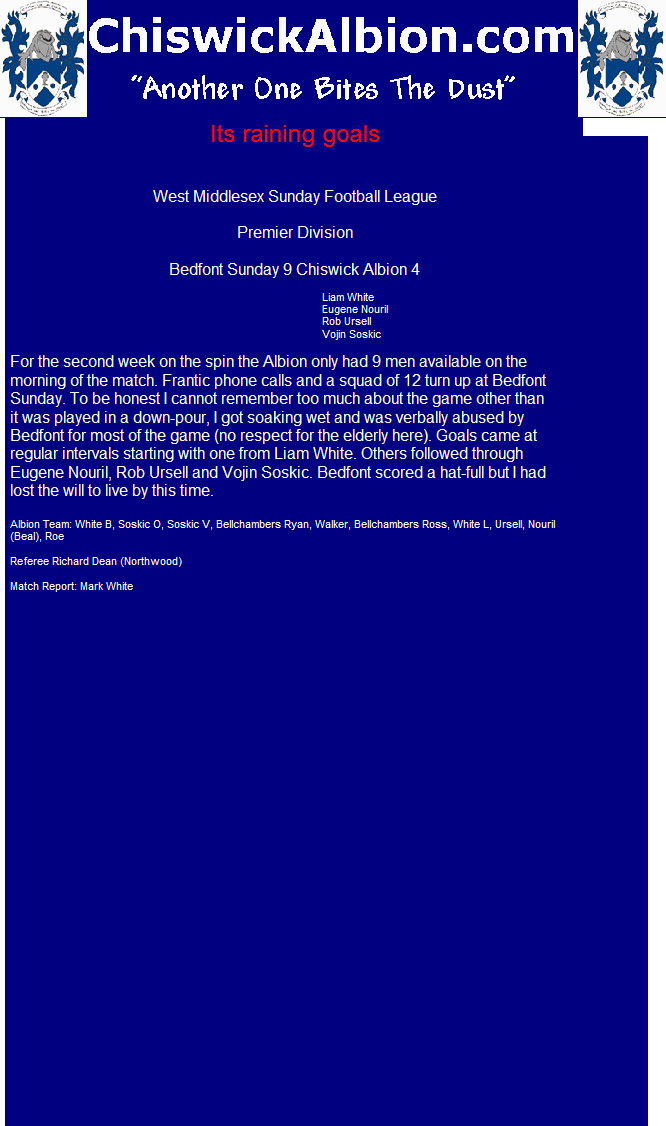 ChiswickAlbion.com
"Another One Bites The Dust"
Its raining goals
West Middlesex Sunday Football League
Premier Division
Bedfont Sunday 9 Chiswick Albion 4
Liam White
Eugene Nouril
Rob Ursell
Vojin Soskic
For the second week on the spin the Albion only had 9 men available on the
morning of the match. Frantic phone calls and a squad of 12 turn up at Bedfont
Sunday. To be honest I cannot remember too much about the game other than
it was played in a down-pour, I got soaking wet and was verbally abused by
Bedfont for most of the game (no respect for the elderly here). Goals came at
regular intervals starting with one from Liam White. Others followed through
Eugene Nouril, Rob Ursell and Vojin Soskic. Bedfont scored a hat-full but I had
lost the will to live by this time.
Albion Team: White B, Soskic O, Soskic V, Bellchambers Ryan, Walker, Bellchambers Ross, White L, Ursell, Nouril
(Beal), Roe
Referee Richard Dean (Northwood)
Match Report: Mark White